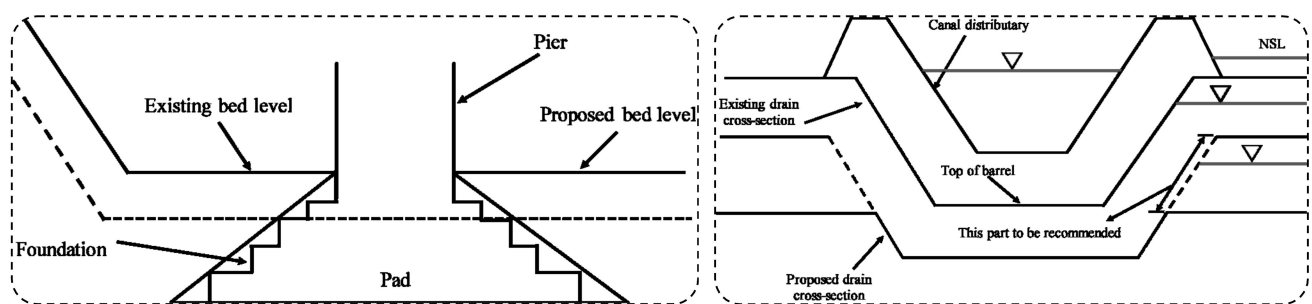 Pier
Existing bed level
Proposed bed level
Foundation
Pad
Canal distributary
NSL
Existing drain
cross-section
Top of barrel
This part to be recommended
Proposed drain
cross-section